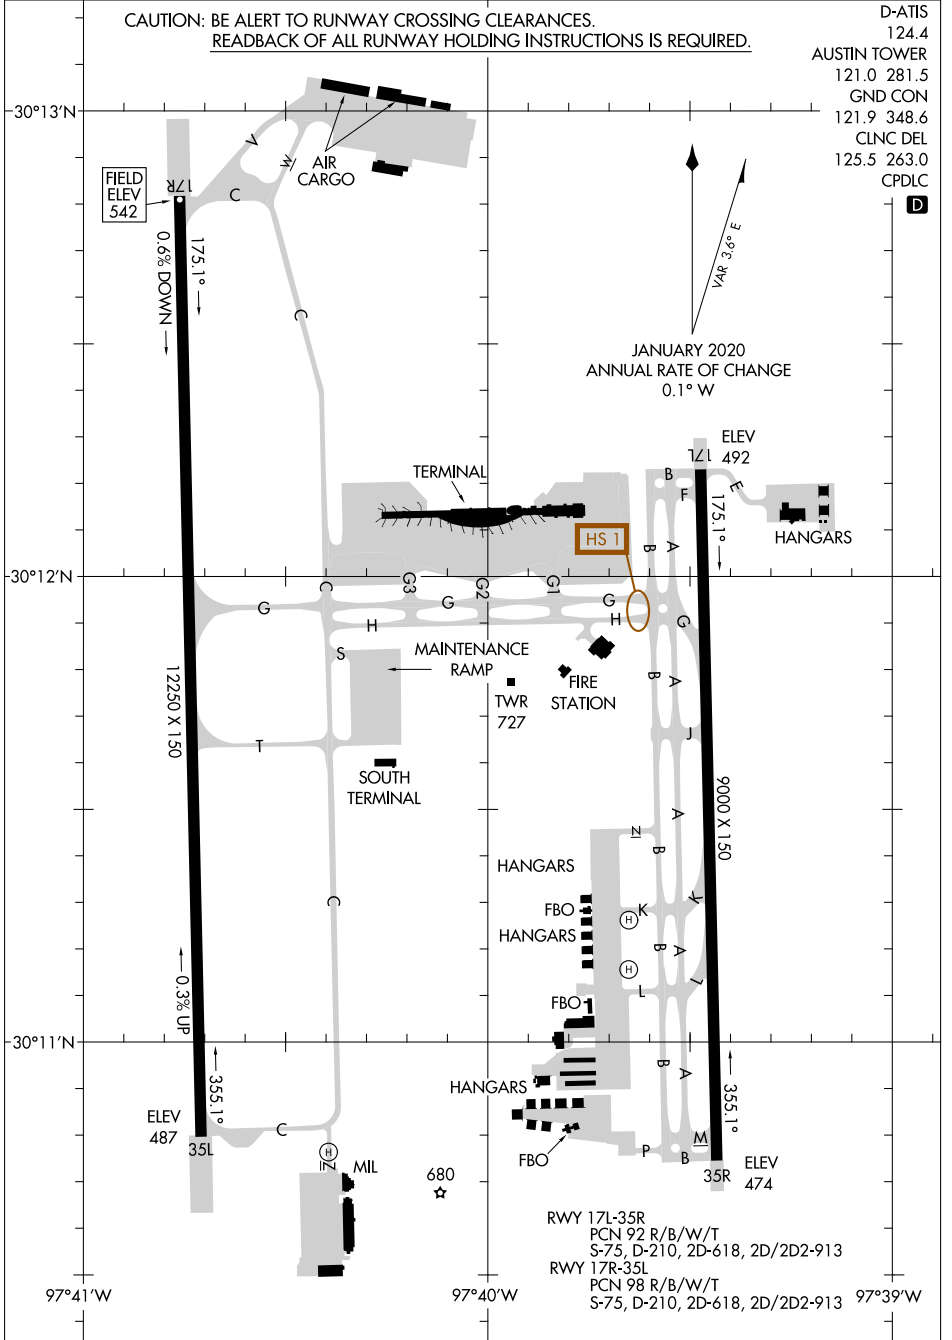 CAUTION: BE ALERT TO RUNWAY CROSSING CLEARANCES.
READBACK OF ALL RUNWAY HOLDING INSTRUCTIONS IS REQUIRED.
D-ATIS
124.4
AUSTIN TOWER
121.0 281.5
GND CON
121.9 348.6
CLNC DEL
125.5 263.0
CPDLC
D
30°13'N
V
W
AIR
CARGO
FIELD
ELEV
542
17R
C
175.1°
0.6% DOWN
VAR 3.6° E
C
JANUARY 2020
ANNUAL RATE OF CHANGE
0.1° W
ELEV
492
17L
B
F
E
TERMINAL
175.1°
HANGARS
HS 1
B
A
30°12'N
C
G3
G2
G1
G
G
G
H
H
G
S
MAINTENANCE
RAMP
B
A
TWR
727
FIRE
STATION
12250 X 150
T
J
SOUTH
TERMINAL
9000 X 150
A
N
B
HANGARS
C
K
FBO
K
H
HANGARS
B
A
H
L
L
0.3% UP
FBO
30°11'N
B
A
355.1°
355.1°
HANGARS
ELEV
487
35L
C
M
H
Z
MIL
FBO
P
B
680
35R
ELEV
474
RWY 17L-35R
PCN 92 R/B/W/T
S-75, D-210, 2D-618, 2D/2D2-913
RWY 17R-35L
PCN 98 R/B/W/T
S-75, D-210, 2D-618, 2D/2D2-913
97°41'W
97°40'W
97°39'W